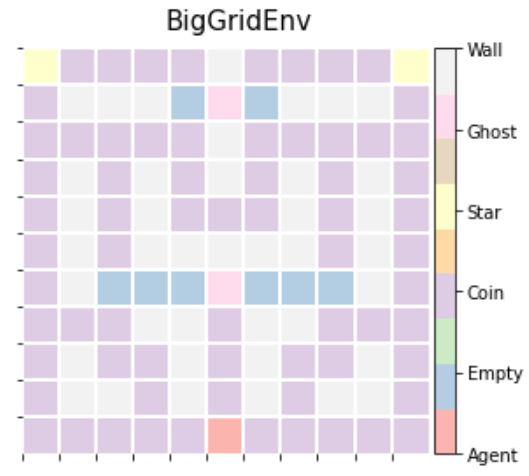 BigGridEnv
Wall
Ghost
Star
Coin
Empty
Agent